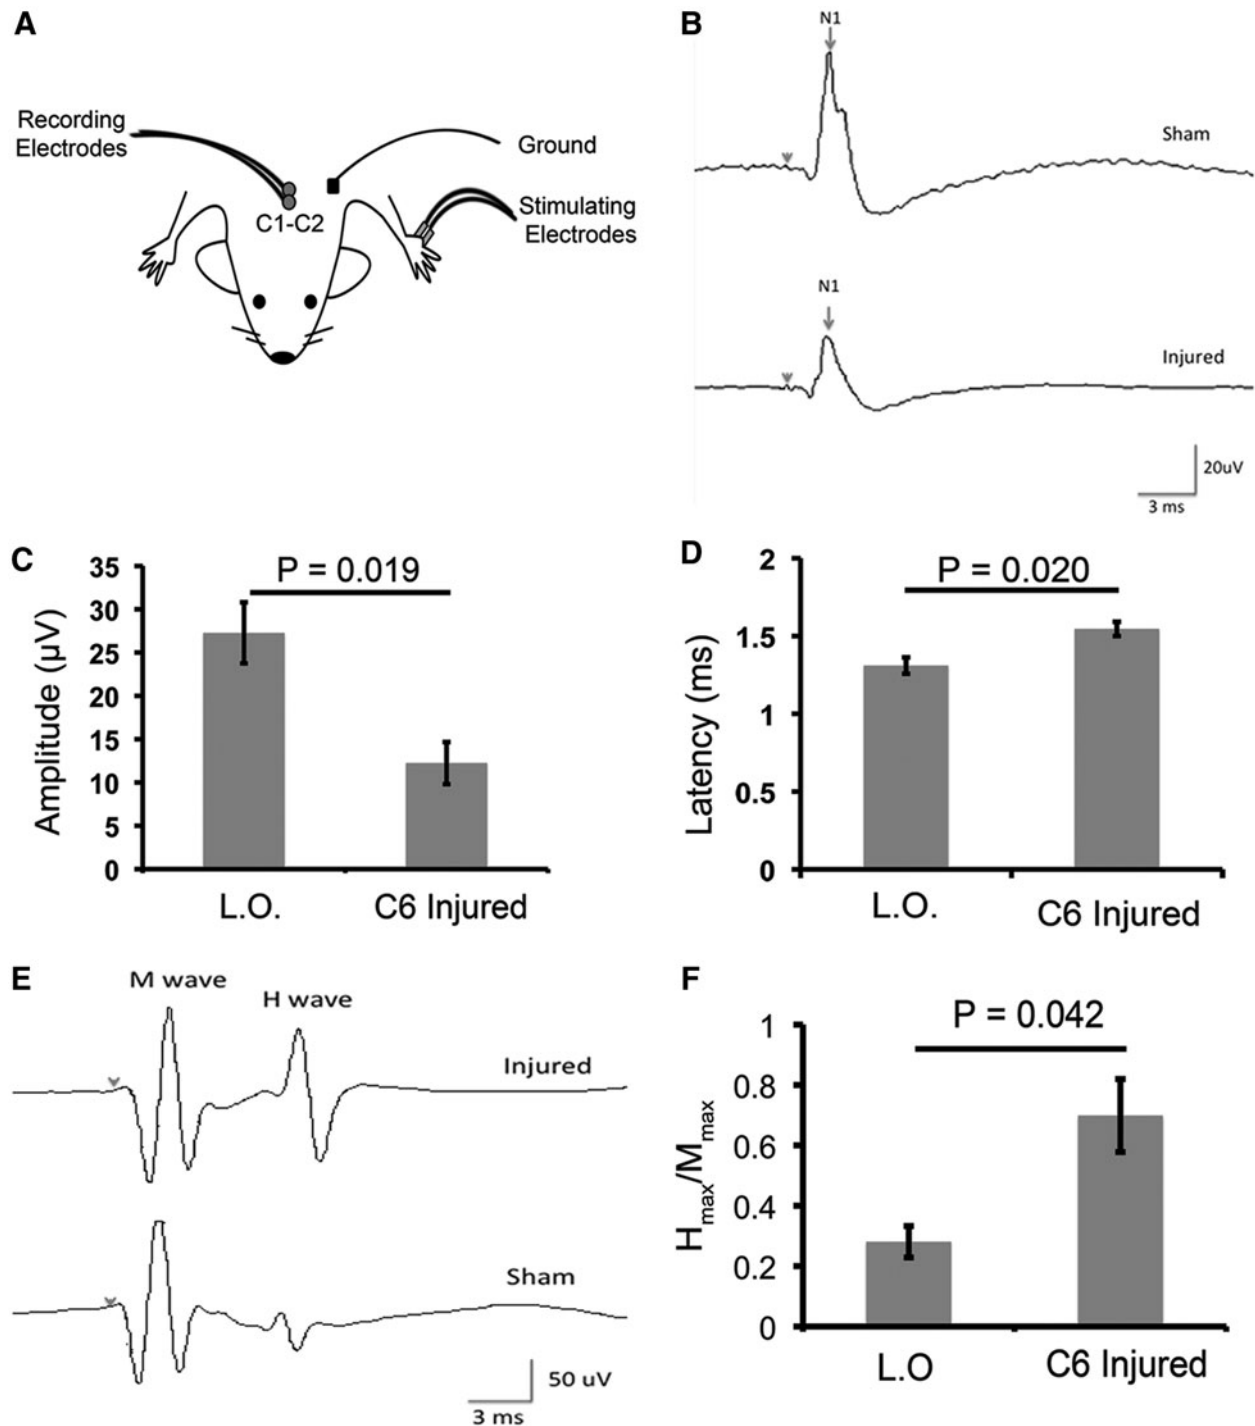 A
Recording
Electrodes
Ground
Stimulating
Electrodes
C1-C2
B
N1
Sham
N1
Injured
20uV
3 ms
C
P = 0.019
Amplitude (µV)
35
30
25
20
15
10
5
0
L.O.
C6 Injured
D
P = 0.020
Latency (ms)
2
1.5
1
0.5
0
L.O.
C6 Injured
E
M wave
H wave
Injured
Sham
50 uV
3 ms
F
P = 0.042
Hmax/Mmax
1
0.8
0.6
0.4
0.2
0
L.O
C6 Injured